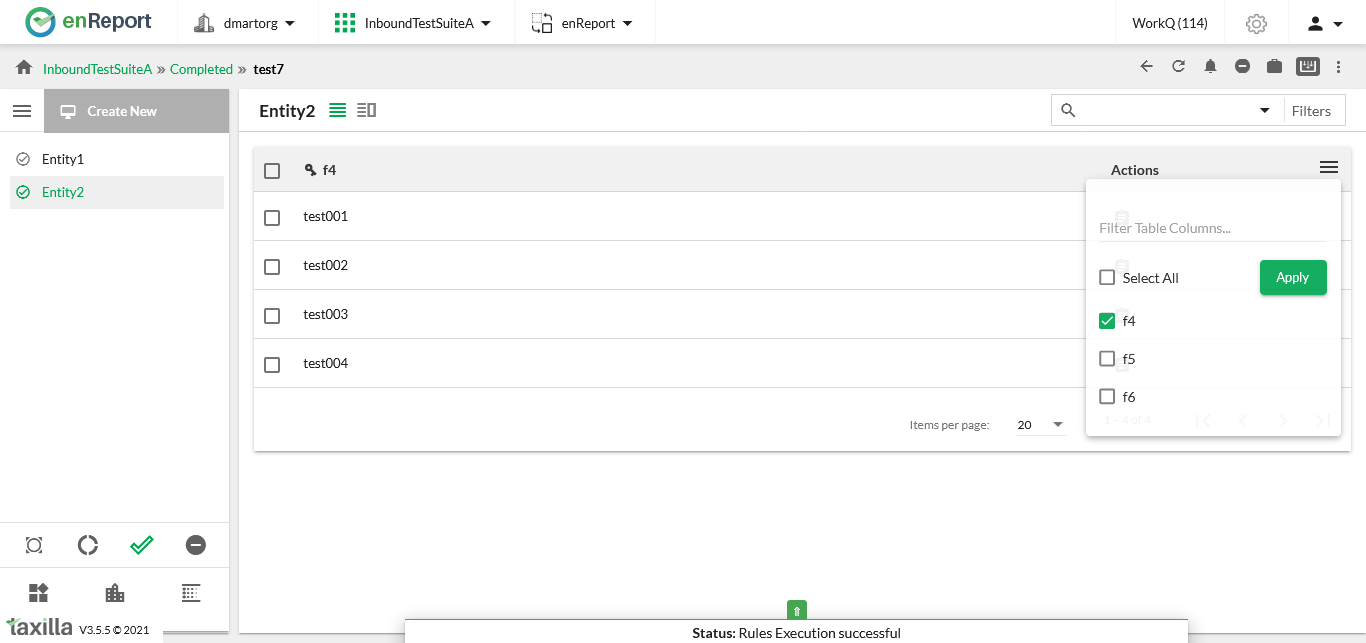 enReport dmartorg InboundTestSuiteA enReport WorkQ (114)
InboundTestSuiteA » Completed » test7
Create New Entity2 Filters
Entity1
Entity2
f4 Actions
test001
test002
test003
test004
Filter Table Columns...
Select All Apply
f4
f5
f6
Items per page: 20 1 – 4 of 4
taxilla V3.5.5 © 2021
Status: Rules Execution successful